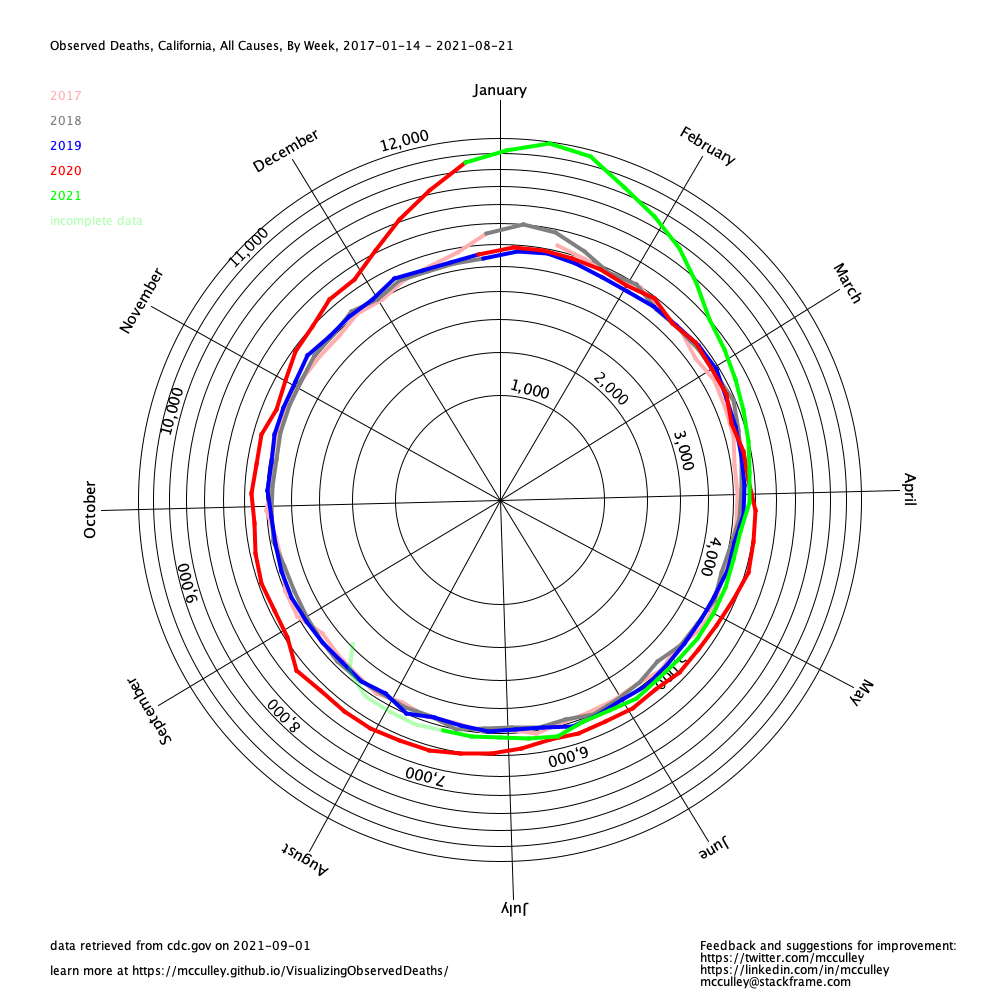 Observed Deaths, California, All Causes, By Week, 2017-01-14 - 2021-08-21
2017
2018
2019
2020
2021
incomplete data
January
February
March
April
May
June
July
August
September
October
November
December
1,000
2,000
3,000
4,000
5,000
6,000
7,000
8,000
9,000
10,000
11,000
12,000
data retrieved from cdc.gov on 2021-09-01
learn more at https://mcculley.github.io/VisualizingObservedDeaths/
Feedback and suggestions for improvement:
https://twitter.com/mcculley
https://linkedin.com/in/mcculley
mcculley@stackframe.com